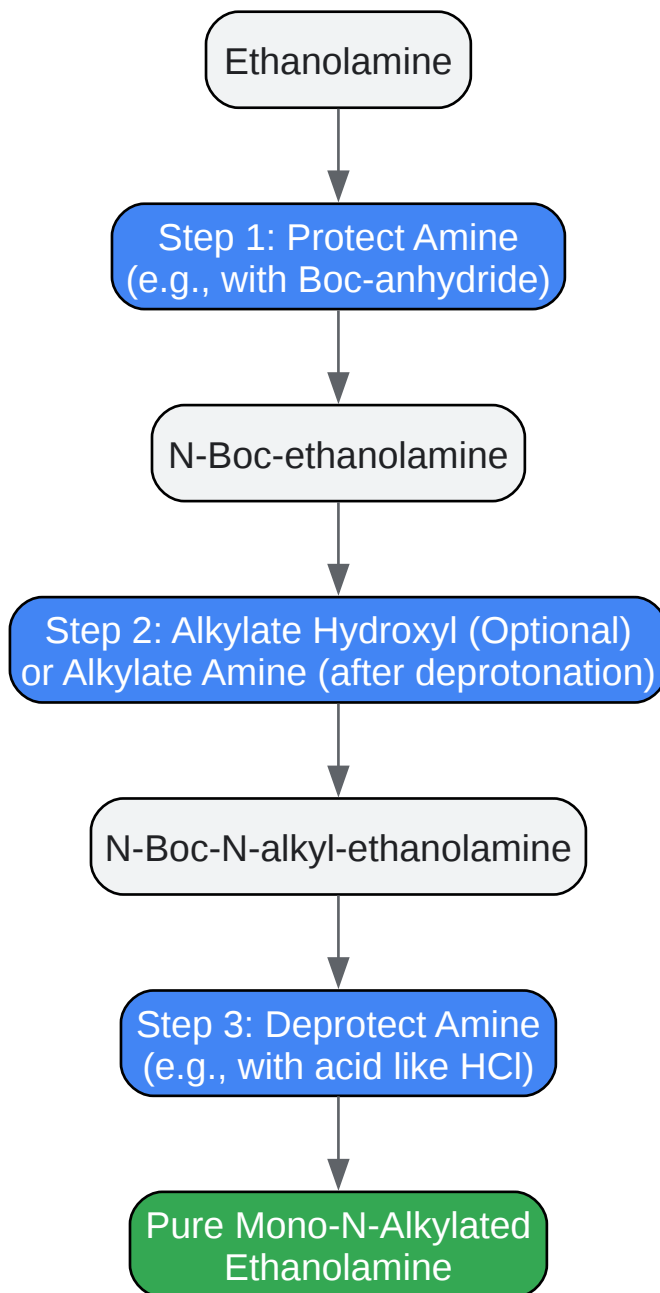 Ethanolamine
Step 1: Protect Amine
(e.g., with Boc-anhydride)
N-Boc-ethanolamine
Step 2: Alkylate Hydroxyl (Optional)
or Alkylate Amine (after deprotonation)
N-Boc-N-alkyl-ethanolamine
Step 3: Deprotect Amine
(e.g., with acid like HCl)
Pure Mono-N-Alkylated
Ethanolamine